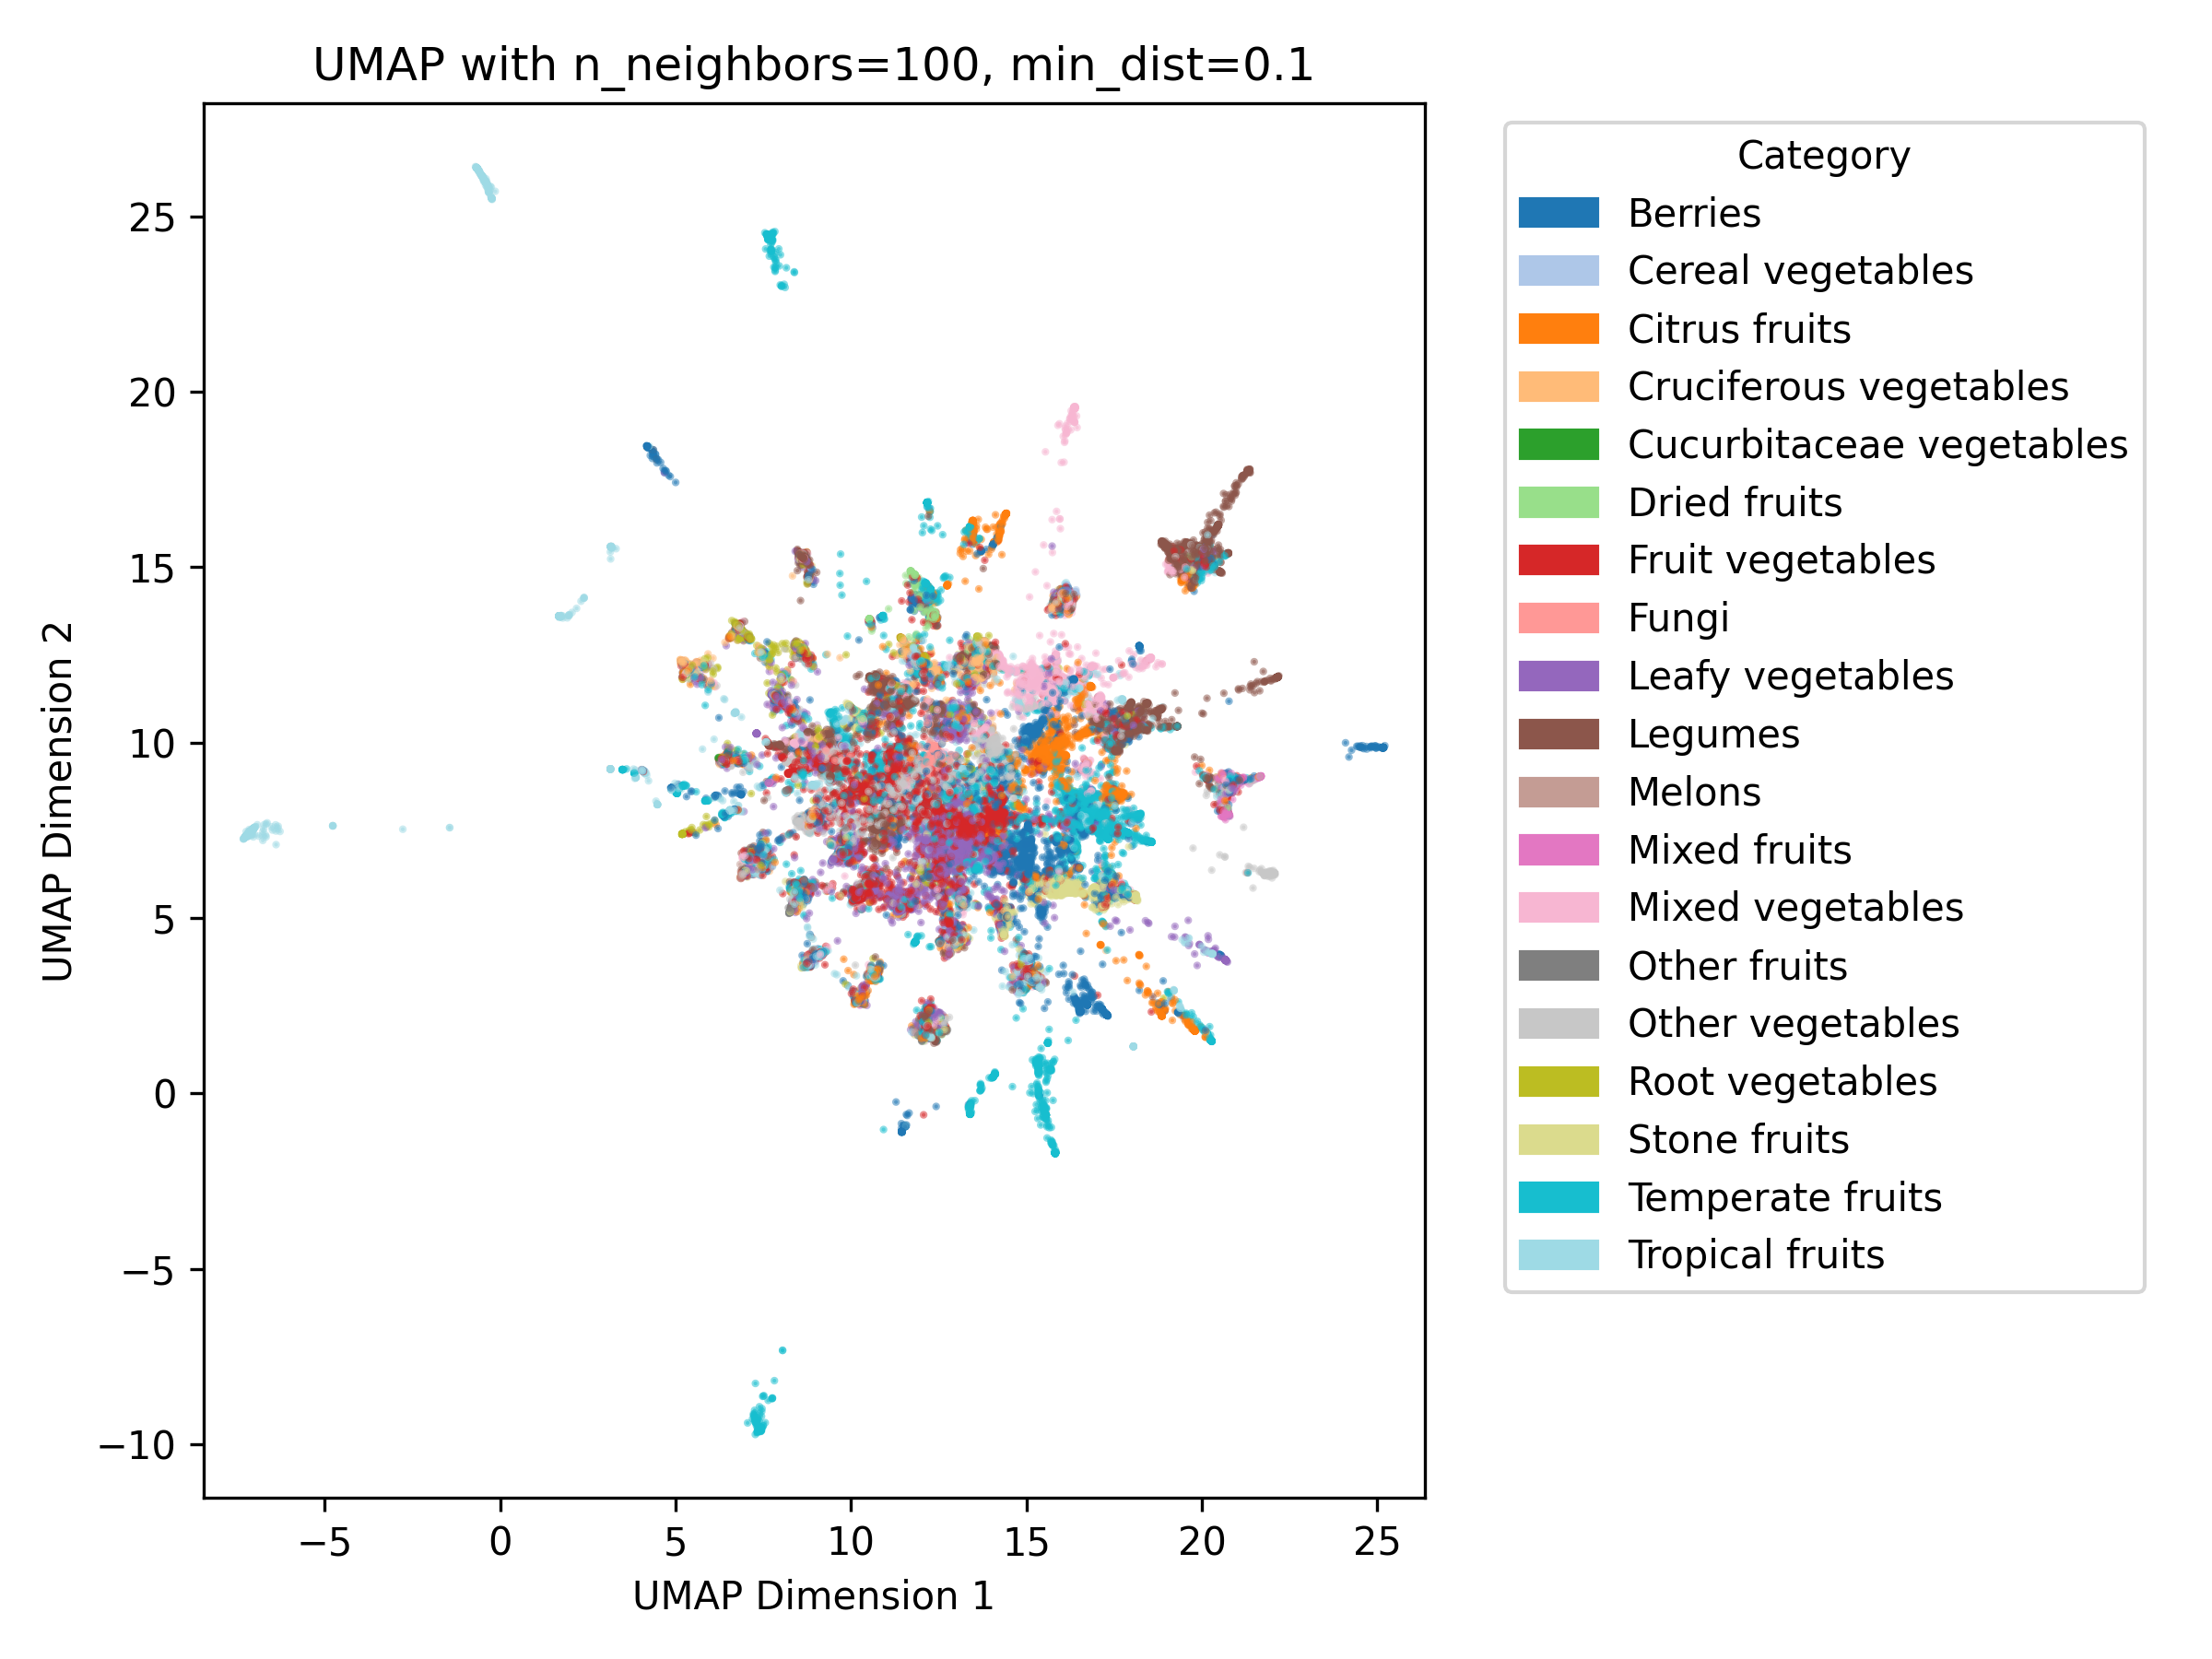 UMAP with n_neighbors=100, min_dist=0.1
Category
Berries
Cereal vegetables
Citrus fruits
Cruciferous vegetables
Cucurbitaceae vegetables
Dried fruits
Fruit vegetables
Fungi
Leafy vegetables
Legumes
Melons
Mixed fruits
Mixed vegetables
Other fruits
Other vegetables
Root vegetables
Stone fruits
Temperate fruits
Tropical fruits
UMAP Dimension 2
25
20
15
10
5
0
−5
−10
−5 0 5 10 15 20 25
UMAP Dimension 1